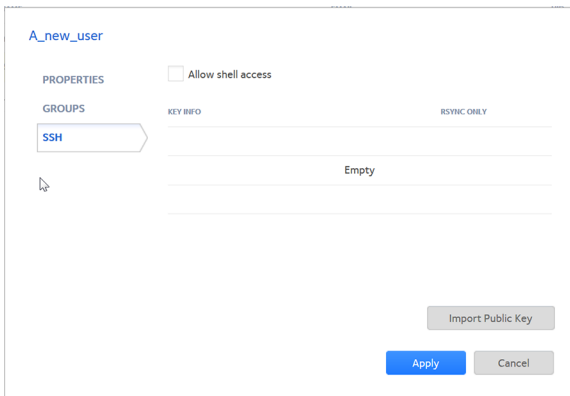 A_new_user
PROPERTIES
GROUPS
SSH
Allow shell access
KEY INFO RSYNC ONLY
Empty
Import Public Key
Apply Cancel